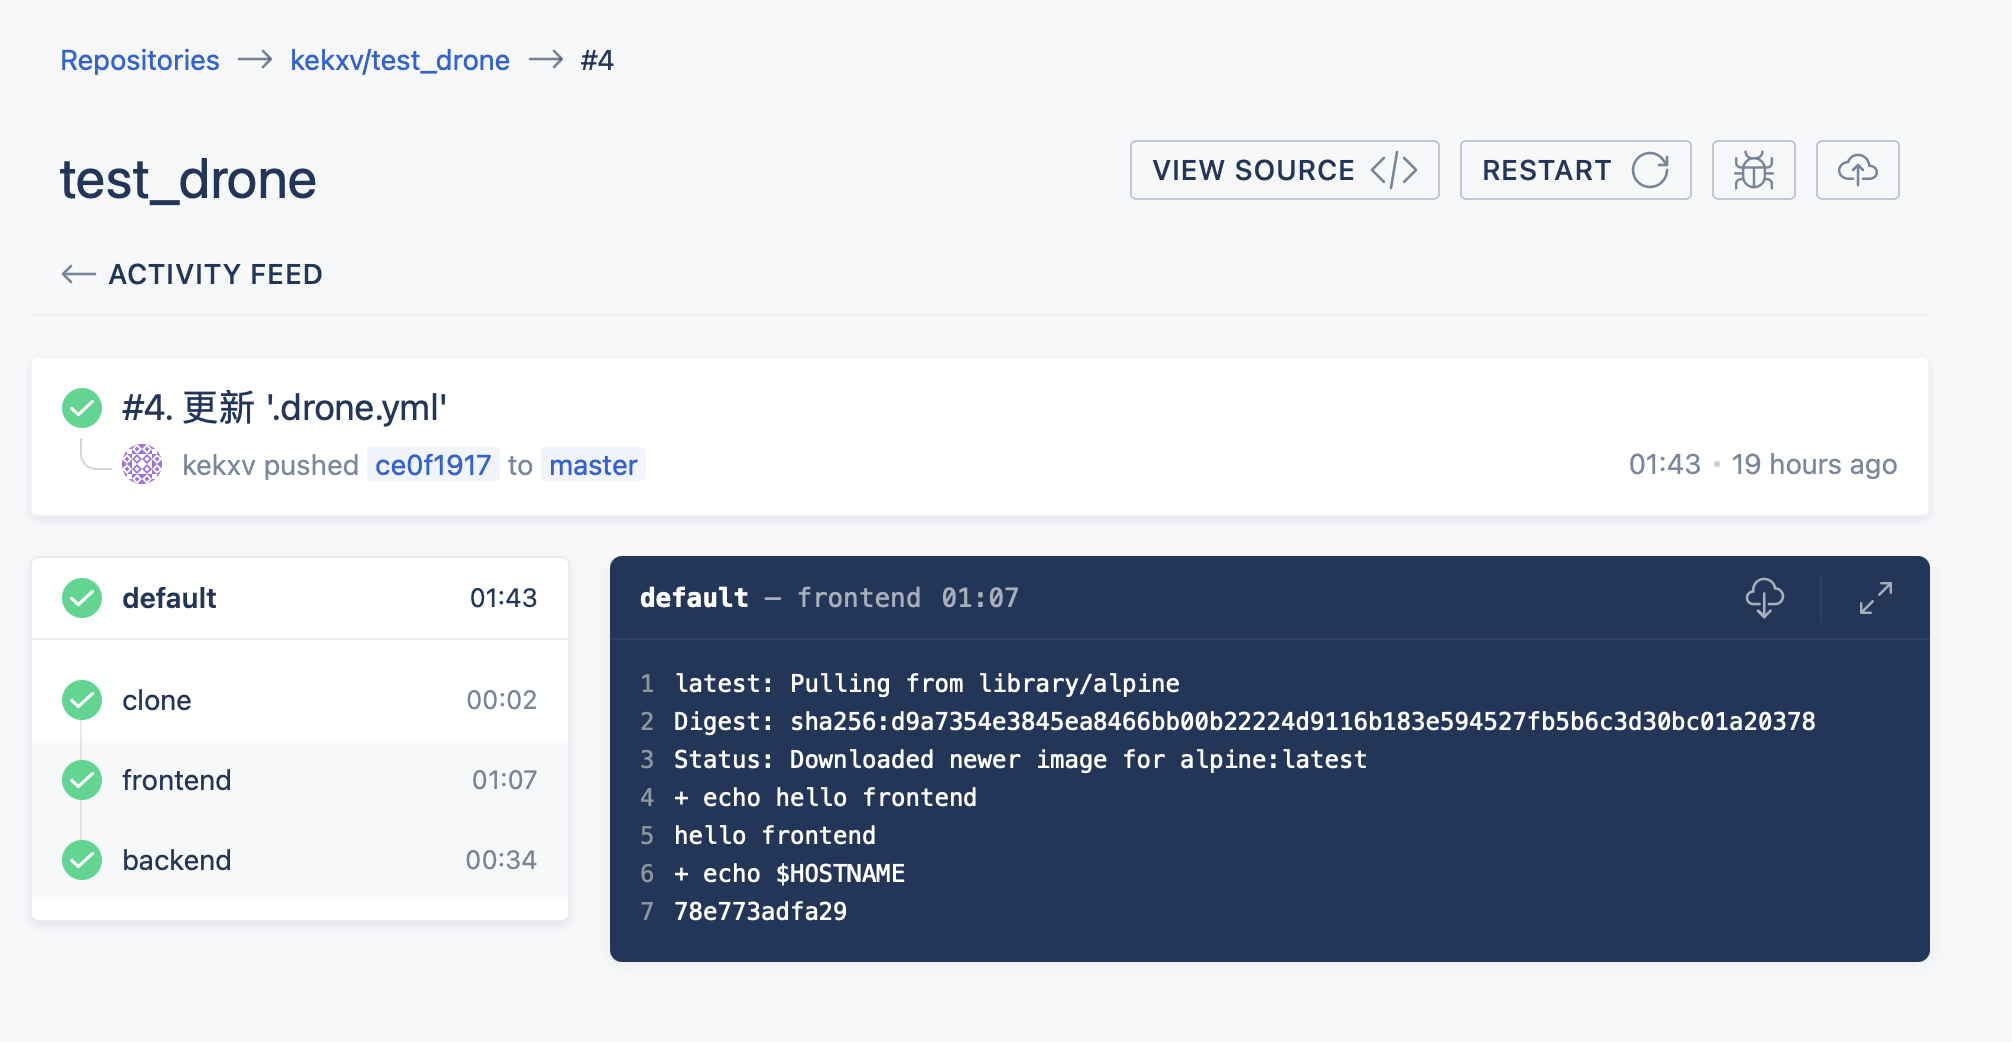 Repositories → kekxv/test_drone → #4
test_drone
VIEW SOURCE </>
RESTART
← ACTIVITY FEED
#4. 更新 '.drone.yml'
kekxv pushed ce0f1917 to master
01:43 • 19 hours ago
default 01:43
clone 00:02
frontend 01:07
backend 00:34
default — frontend 01:07
1 latest: Pulling from library/alpine
2 Digest: sha256:d9a7354e3845ea8466bb00b22224d9116b183e594527fb5b6c3d30bc01a20378
3 Status: Downloaded newer image for alpine:latest
4 + echo hello frontend
5 hello frontend
6 + echo $HOSTNAME
7 78e773adfa29